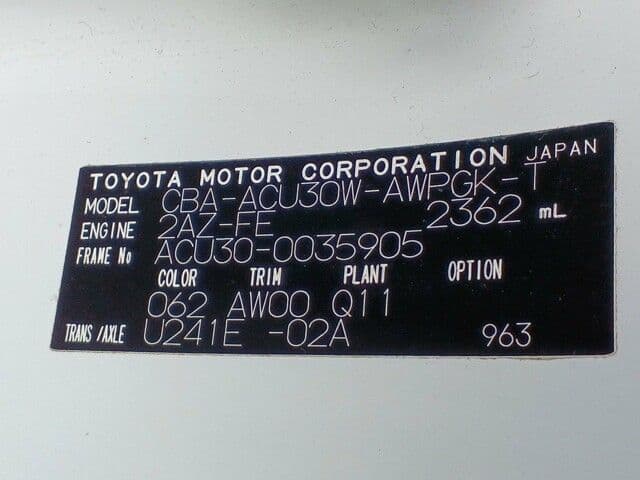 TOYOTA MOTOR CORPORATION JAPAN
MODEL CBA-ACU30W-AWPGK-T
ENGINE 2AZ-FE 2362 mL
FRAME No ACU30-0035905
COLOR TRIM PLANT OPTION
062 AW00 Q11
TRANS/AXLE U241E -02A 963